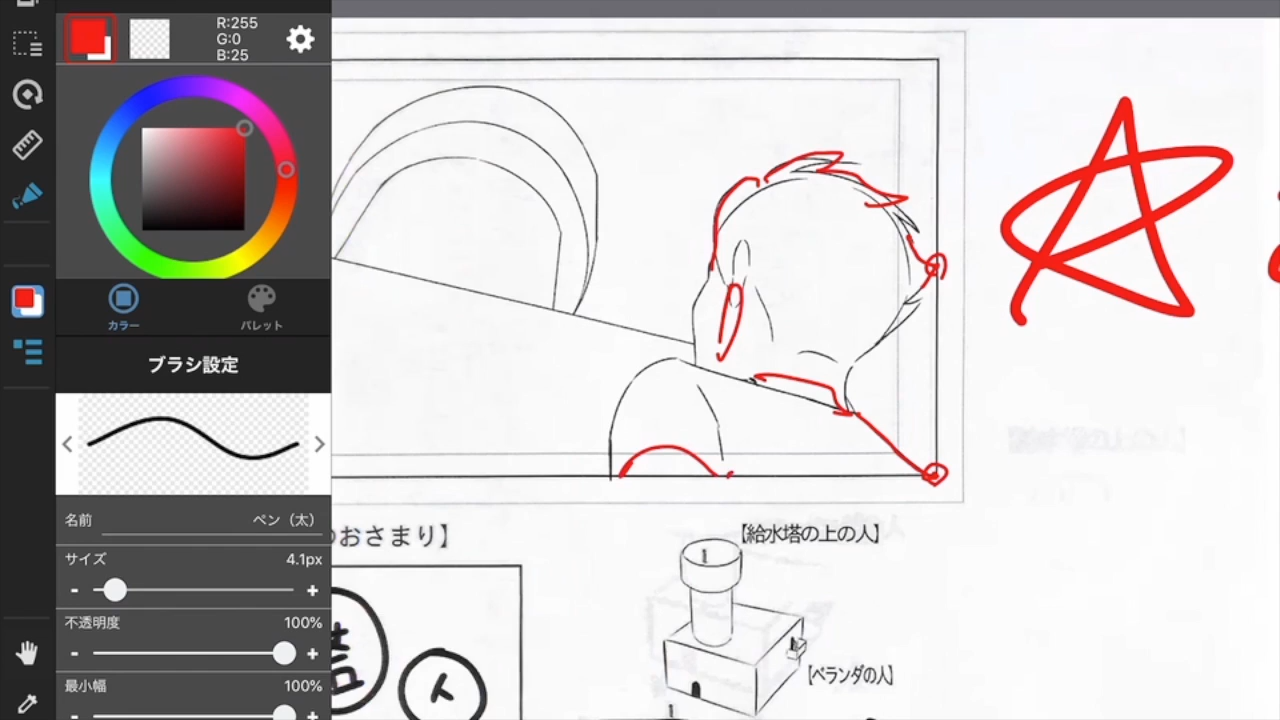 R:255
G:0
B:25
カラー
パレット
ブラシ設定
名前
ペン（太）
サイズ
4.1px
- +
不透明度
100%
- +
最小幅
100%
- +
のおさまり】
【給水塔の上の人】
人
【ベランダの人】